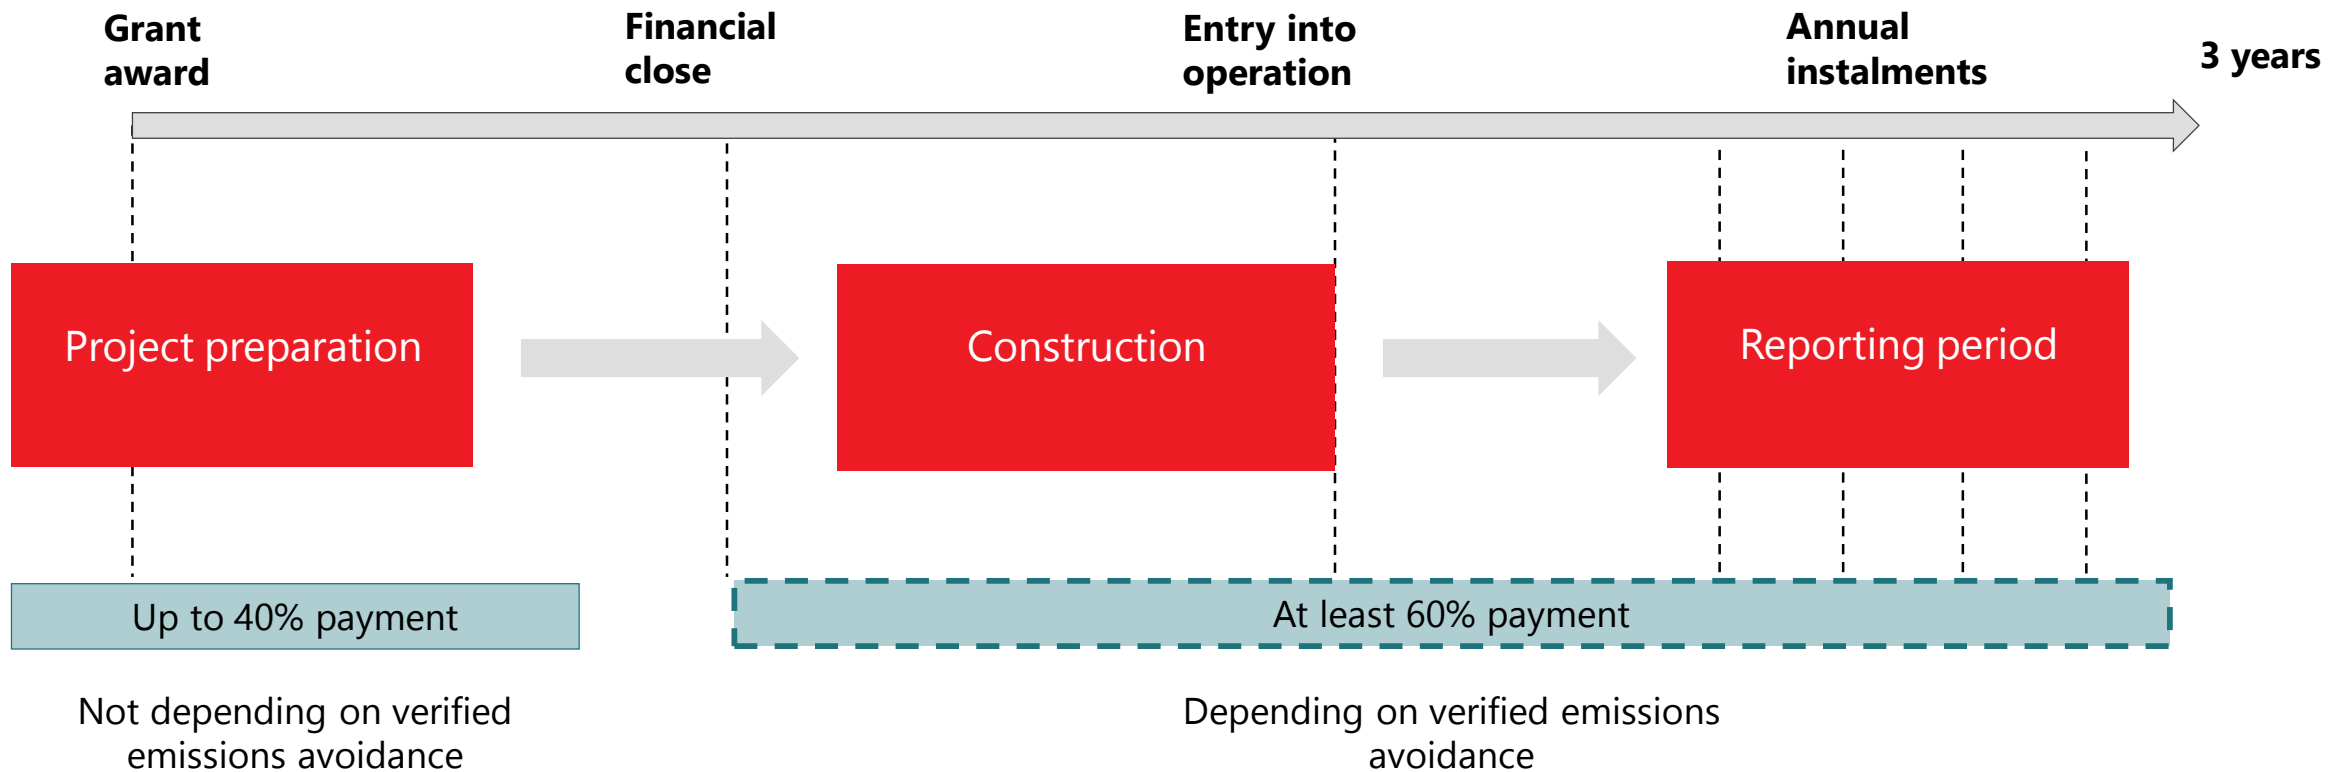 Grant
award
Financial
close
Entry into
operation
Annual
instalments
3 years
Project preparation
Construction
Reporting period
Up to 40% payment
At least 60% payment
Not depending on verified
emissions avoidance
Depending on verified emissions
avoidance